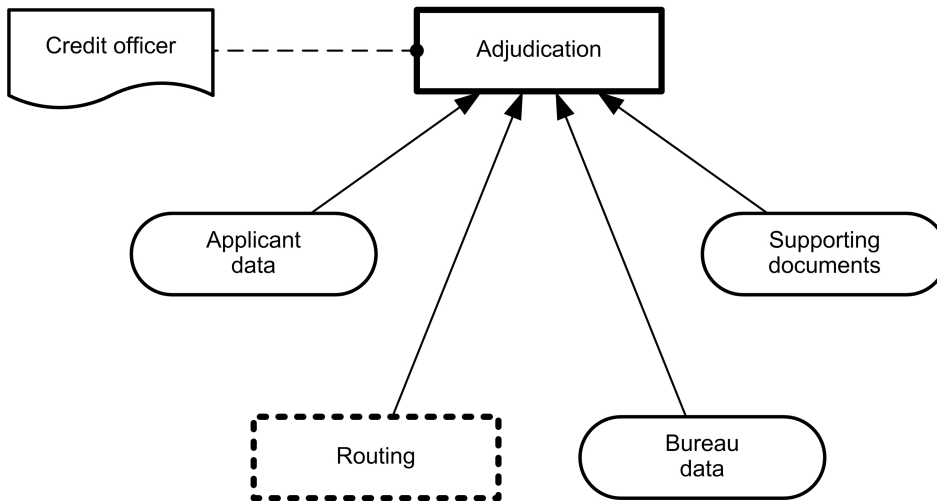 Credit officer
Adjudication
Applicant
data
Supporting
documents
Routing
Bureau
data